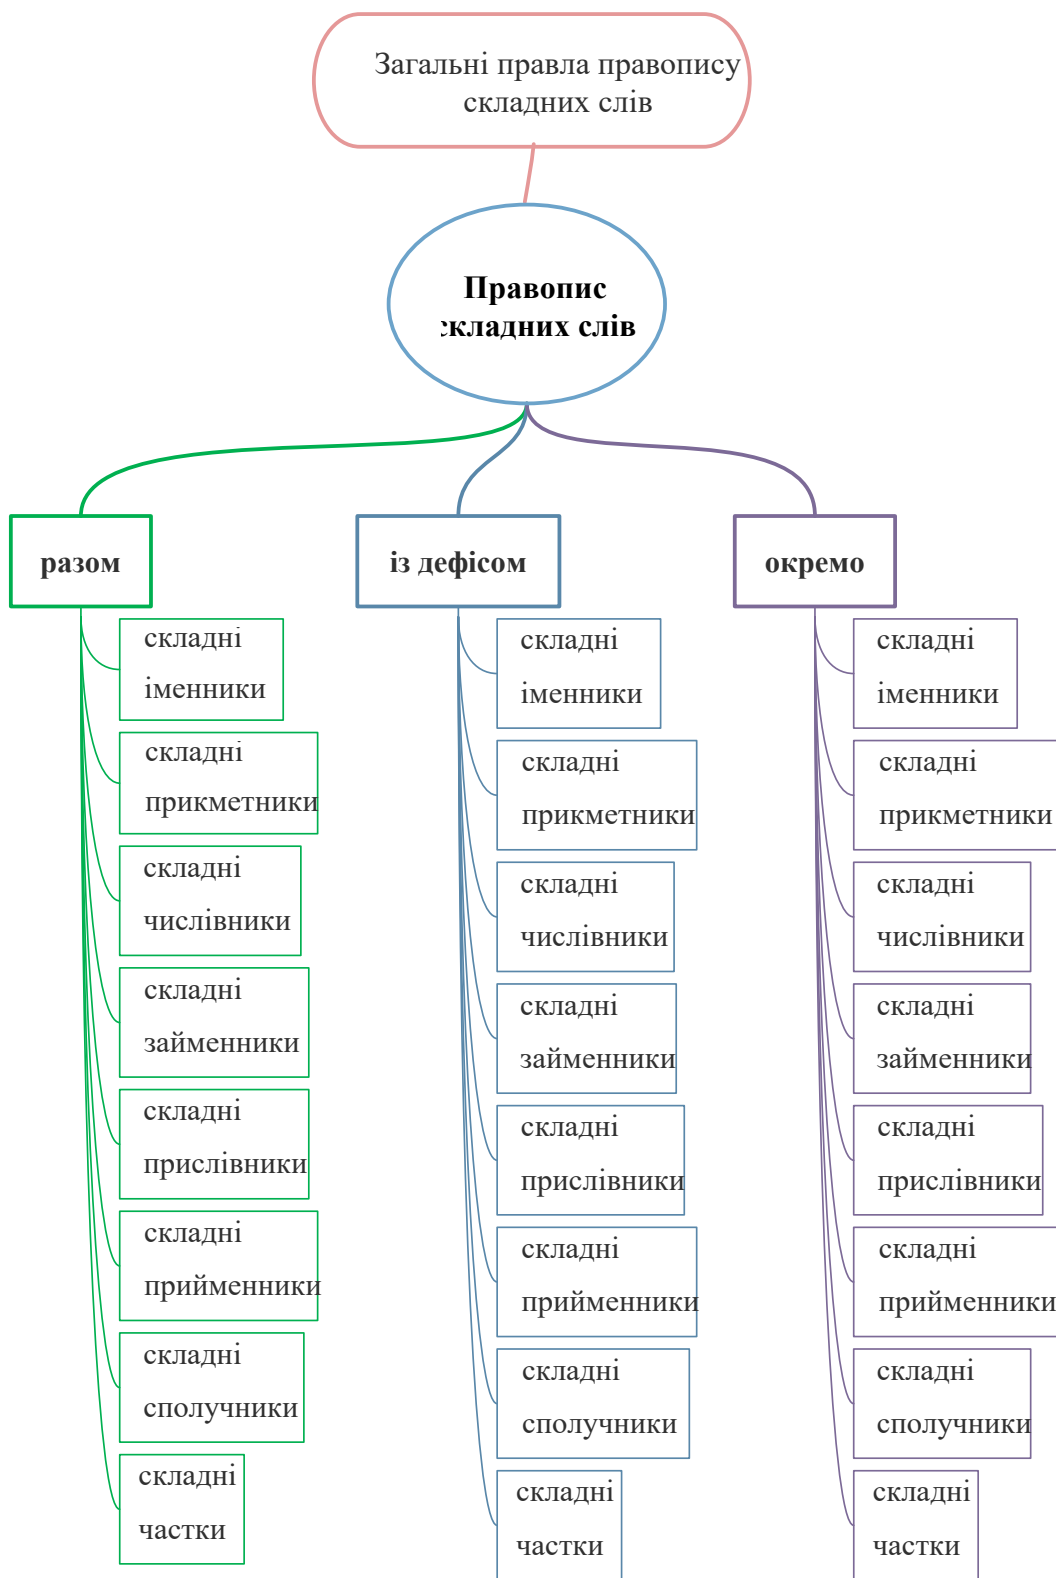 Загальні правла правопису
складних слів
Правопис
складних слів
разом
складні
іменники
складні
прикметники
складні
числівники
складні
займенники
складні
прислівники
складні
прийменники
складні
сполучники
складні
частки
із дефісом
складні
іменники
складні
прикметники
складні
числівники
складні
займенники
складні
прислівники
складні
прийменники
складні
сполучники
складні
частки
окремо
складні
іменники
складні
прикметники
складні
числівники
складні
займенники
складні
прислівники
складні
прийменники
складні
сполучники
складні
частки